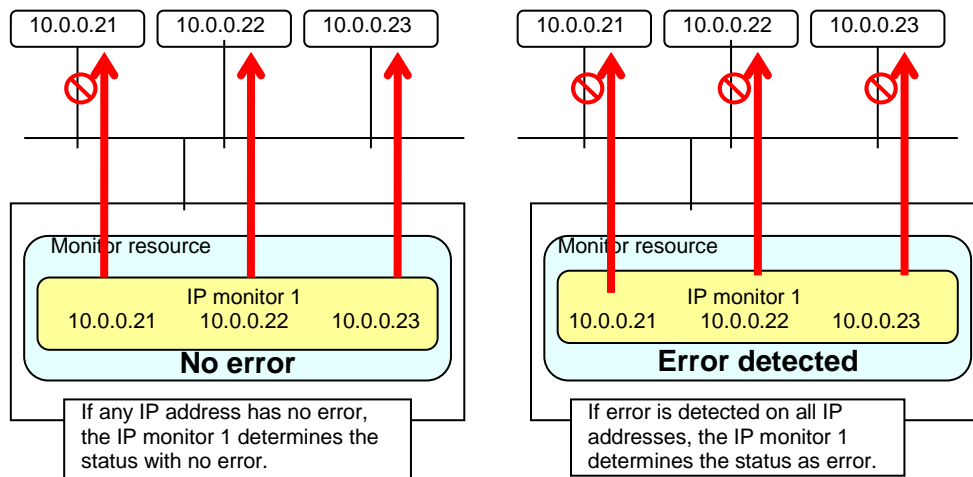 10.0.0.21 10.0.0.22 10.0.0.23
Monitor resource
IP monitor 1
10.0.0.21 10.0.0.22 10.0.0.23
No error
If any IP address has no error,
the IP monitor 1 determines the
status with no error.
10.0.0.21 10.0.0.22 10.0.0.23
Monitor resource
IP monitor 1
10.0.0.21 10.0.0.22 10.0.0.23
Error detected
If error is detected on all IP
addresses, the IP monitor 1
determines the status as error.